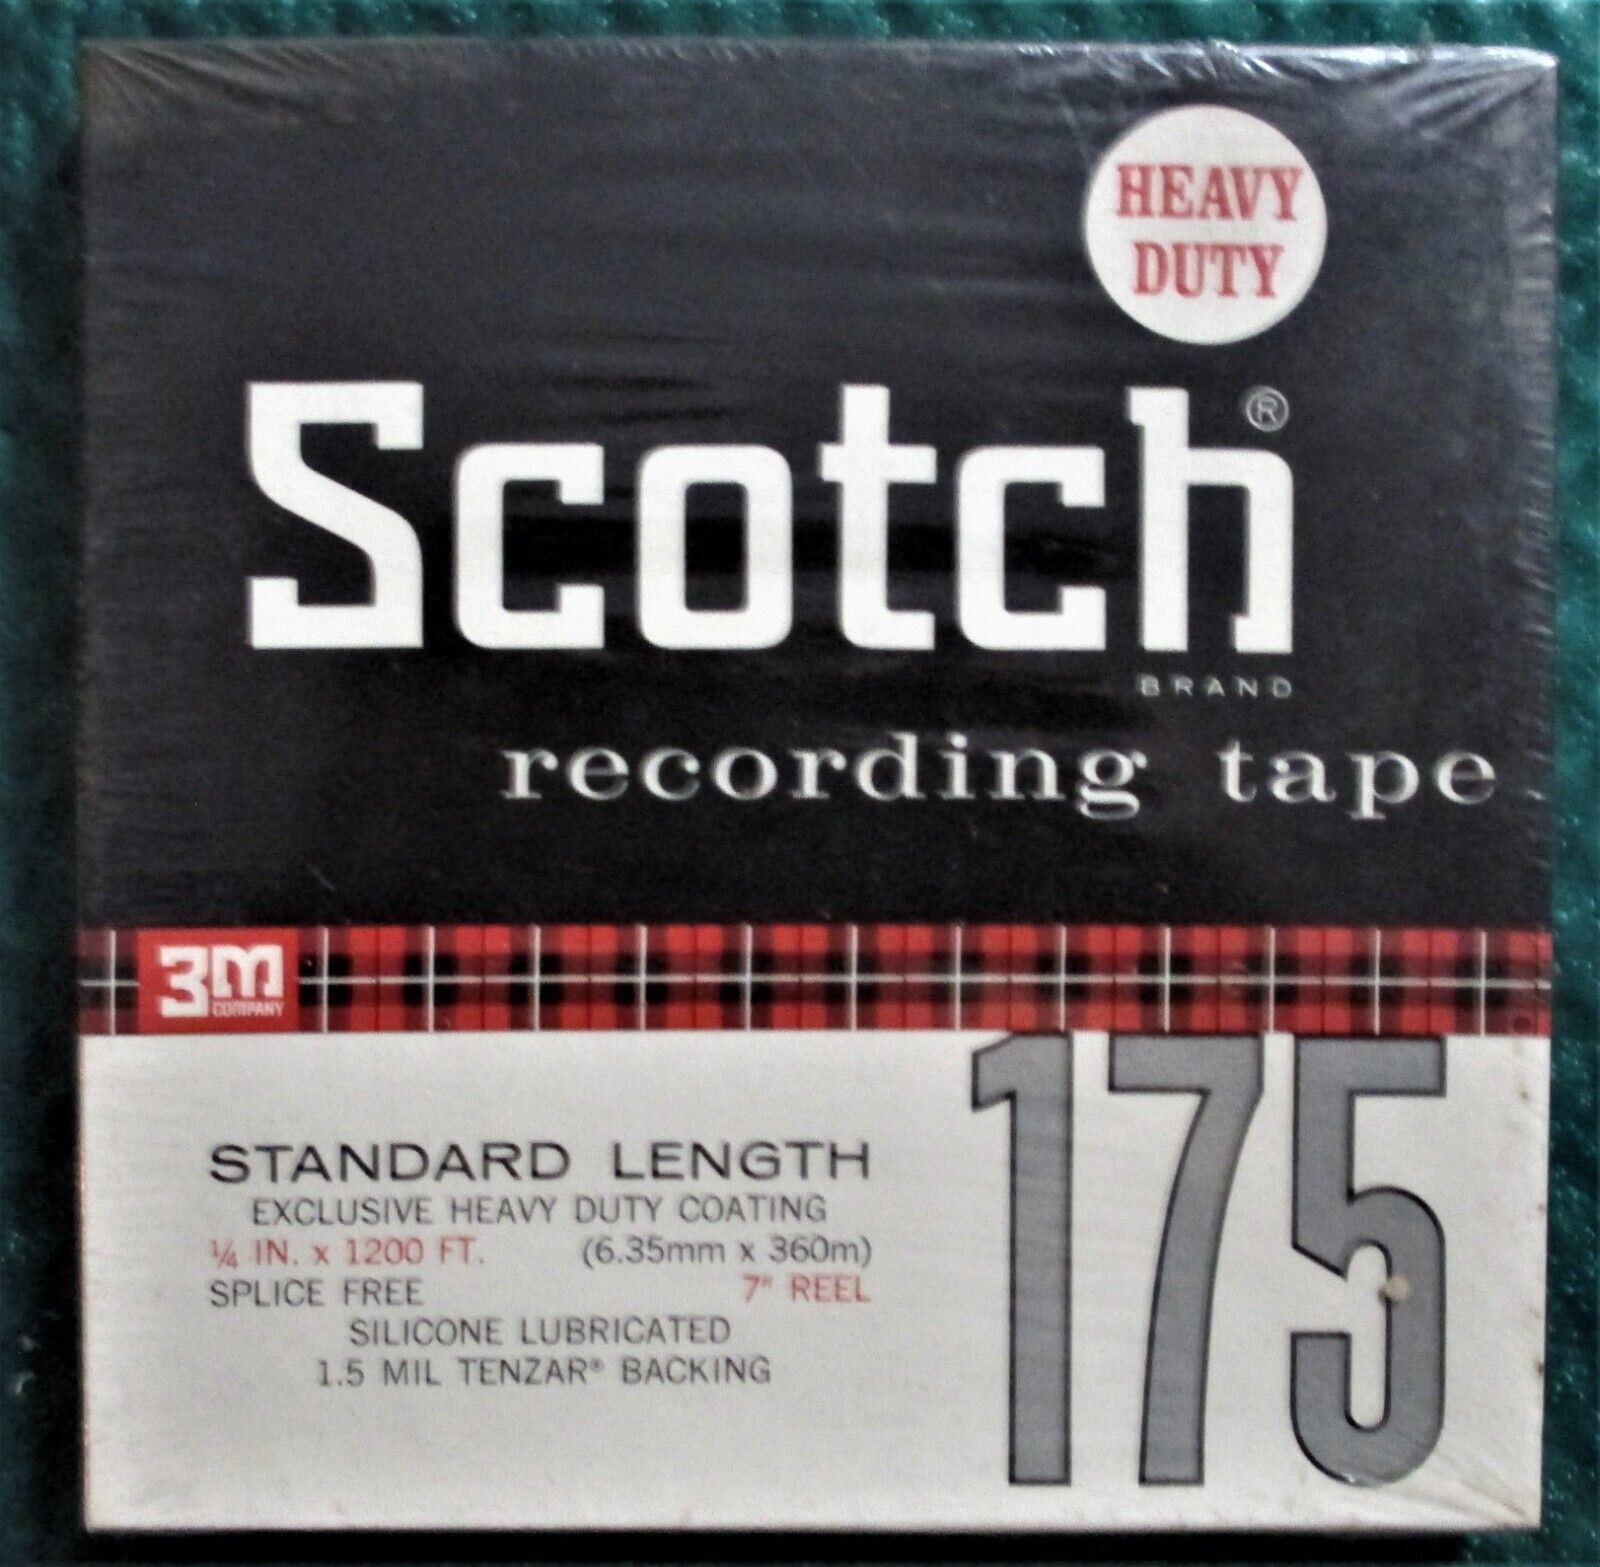 HEAVY
DUTY
Scotch®
BRAND
recording tape
3M
COMPANY
175
STANDARD LENGTH
EXCLUSIVE HEAVY DUTY COATING
¼ IN. x 1200 FT. (6.35mm x 360m)
SPLICE FREE 7" REEL
SILICONE LUBRICATED
1.5 MIL TENZAR® BACKING